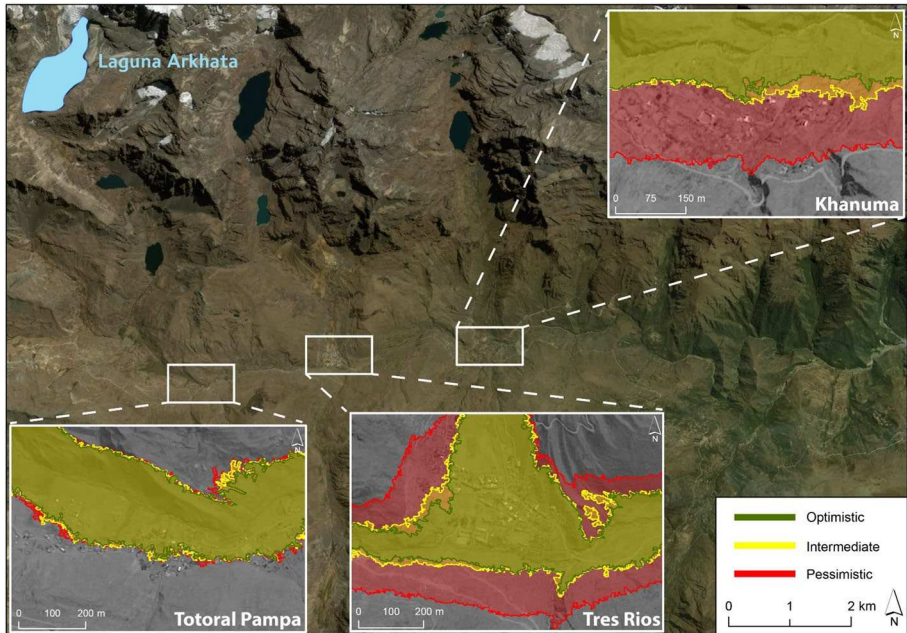 Laguna Arkhata
N
0 75 150 m
Khanuma
N
0 100 200 m
Totoral Pampa
N
0 100 200 m
Tres Rios
Optimistic
Intermediate
Pessimistic
0 1 2 km
N